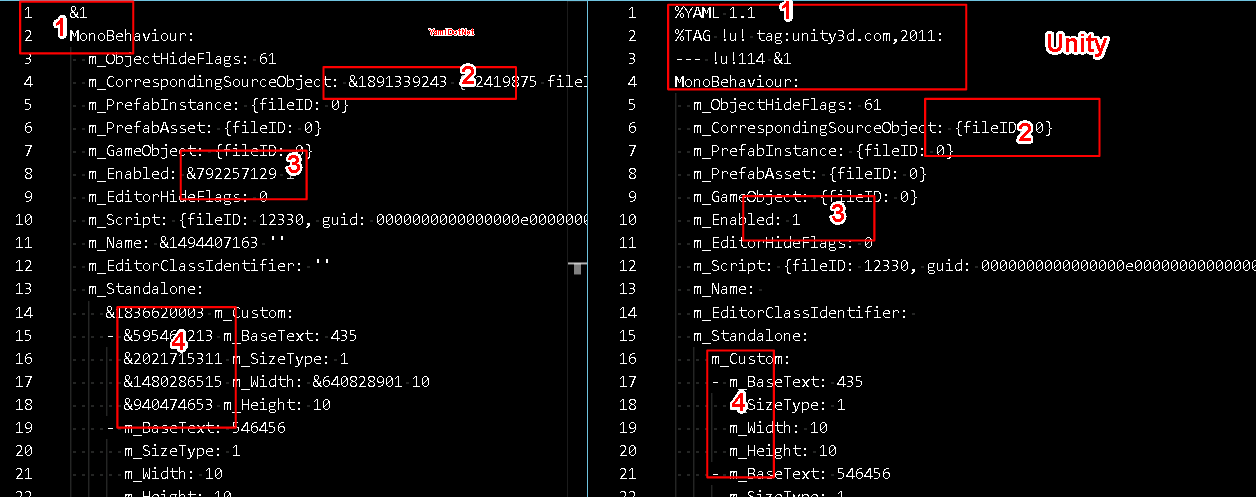 1 &1
2 MonoBehaviour:
3 m_ObjectHideFlags: 61
4 m_CorrespondingSourceObject: &1891339243 2419875 fileI
5 m_PrefabInstance: {fileID: 0}
6 m_PrefabAsset: {fileID: 0}
7 m_GameObject: {fileID: 0}
8 m_Enabled: &792257129 1
9 m_EditorHideFlags: 0
10 m_Script: {fileID: 12330, guid: 0000000000000000e0000000
11 m_Name: &1494407163 ''
12 m_EditorClassIdentifier: ''
13 m_Standalone:
14 &1836620003 m_Custom:
15 - m_BaseText: 435
16 &2021715311 m_SizeType: 1
17 &1480286515 m_Width: &640828901 10
18 &940474653 m_Height: 10
19 - m_BaseText: 546456
20 m_SizeType: 1
21 m_Width: 10
22 m_Height: 10
1
YamlDotNet
2
3
4
1 %YAML 1.1
2 %TAG !u! tag:unity3d.com,2011:
3 --- !u!114 &1
4 MonoBehaviour:
5 m_ObjectHideFlags: 61
6 m_CorrespondingSourceObject: {fileID: 0}
7 m_PrefabInstance: {fileID: 0}
8 m_PrefabAsset: {fileID: 0}
9 m_GameObject: {fileID: 0}
10 m_Enabled: 1
11 m_EditorHideFlags: 0
12 m_Script: {fileID: 12330, guid: 0000000000000000e00000000000000
13 m_Name:
14 m_EditorClassIdentifier:
15 m_Standalone:
16 m_Custom:
17 - m_BaseText: 435
18 m_SizeType: 1
19 m_Width: 10
20 m_Height: 10
21 - m_BaseText: 546456
22 m_SizeType: 1
1
Unity
2
3
4